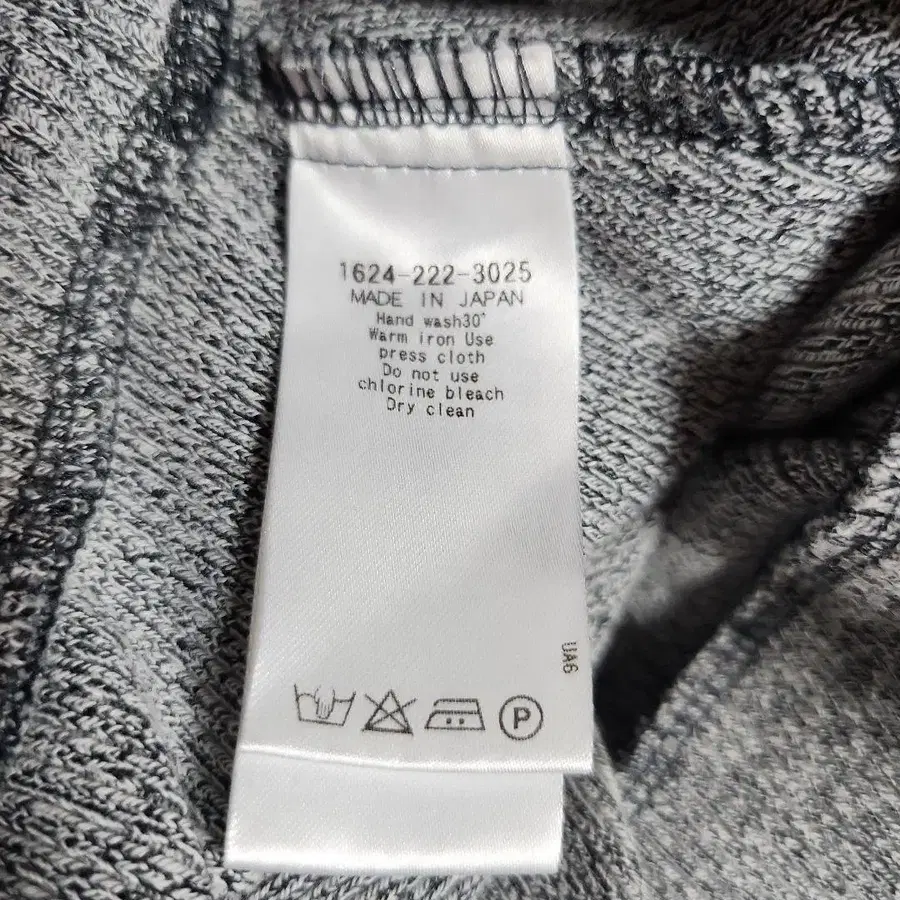 1624-222-3025
MADE IN JAPAN
Hand wash30°
Warm iron Use
press cloth
Do not use
chlorine bleach
Dry clean
UA6
P